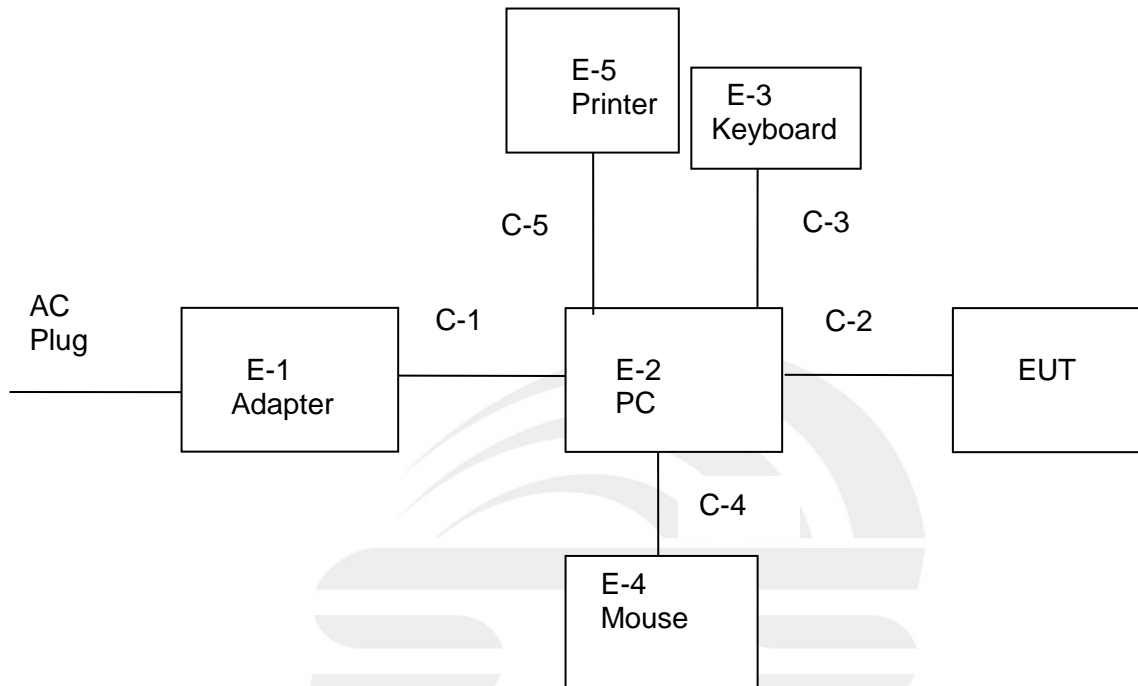 E-5
Printer
E-3
Keyboard
C-5
C-3
AC
Plug
C-1
C-2
E-1
Adapter
E-2
PC
EUT
C-4
E-4
Mouse